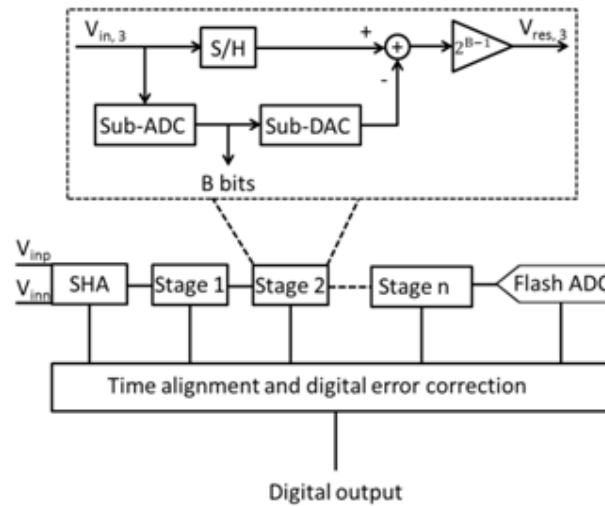 V_in, 3
S/H
+
+
2^B−1
V_res, 3
-
Sub-ADC
Sub-DAC
B bits
V_inp
V_inn
SHA
Stage 1
Stage 2
Stage n
Flash ADC
Time alignment and digital error correction
Digital output